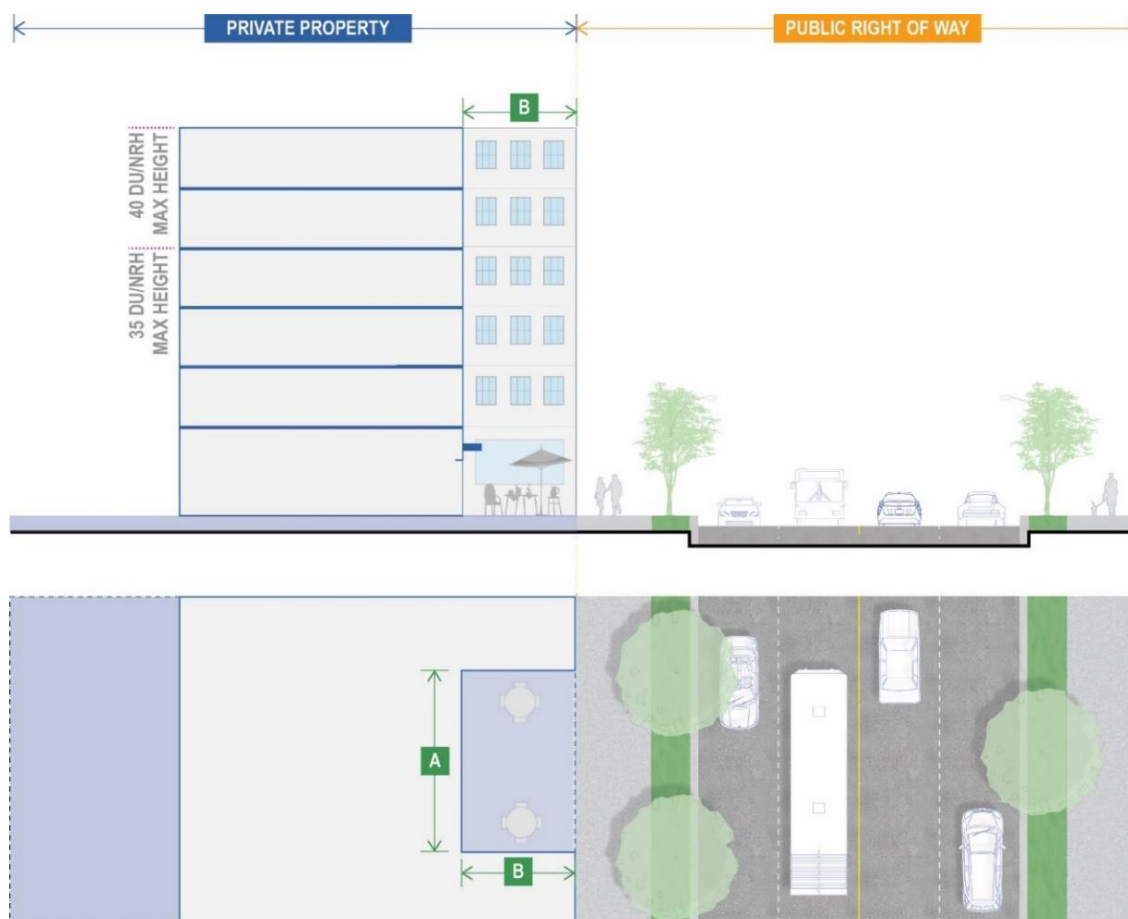 PRIVATE PROPERTY
PUBLIC RIGHT OF WAY
B
40 DU/NRH
MAX HEIGHT
35 DU/NRH
MAX HEIGHT
A
B